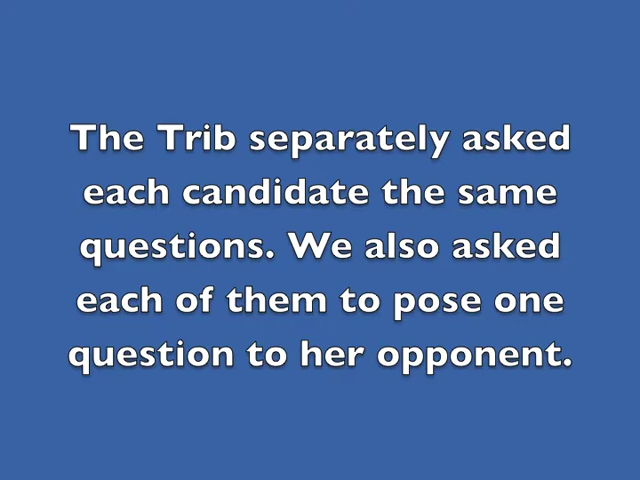 The Trib separately asked
each candidate the same
questions. We also asked
each of them to pose one
question to her opponent.